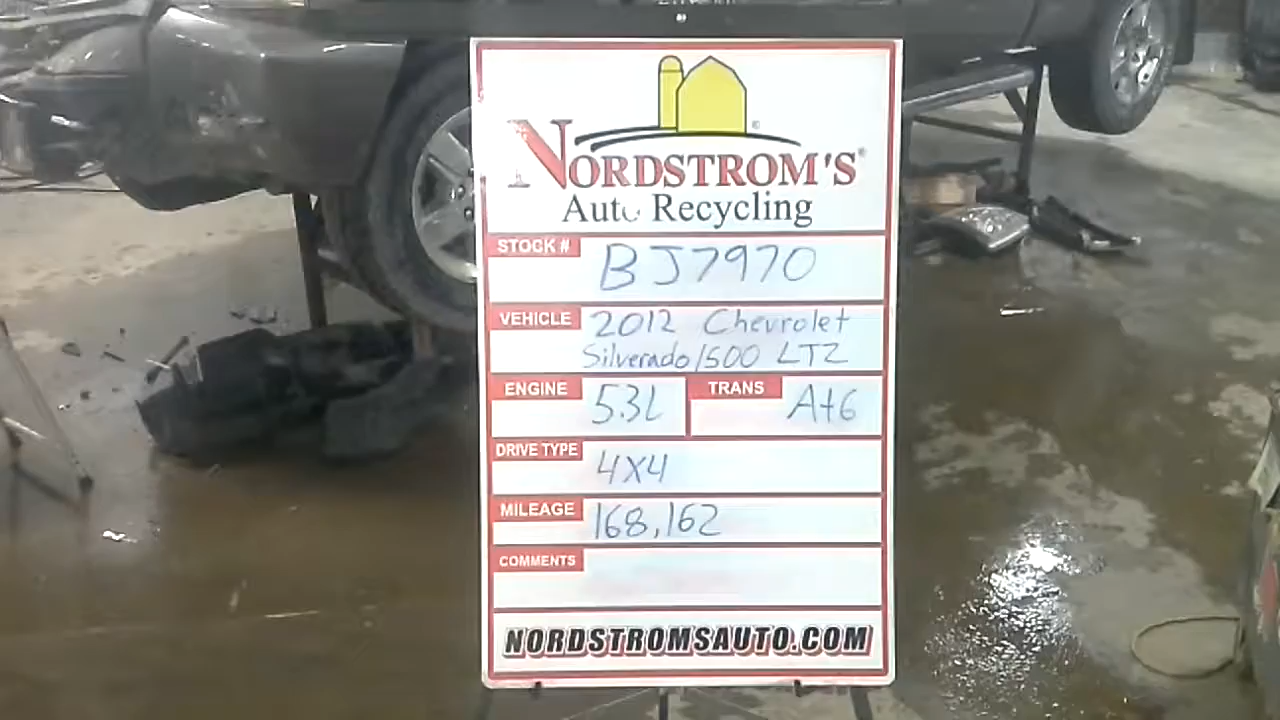 NORDSTROM'S®
Auto Recycling
STOCK # BJ7970
VEHICLE 2012 Chevrolet
Silverado 1500 LTZ
ENGINE 5.3L TRANS At6
DRIVE TYPE 4X4
MILEAGE 168,162
COMMENTS
NORDSTROMSAUTO.COM